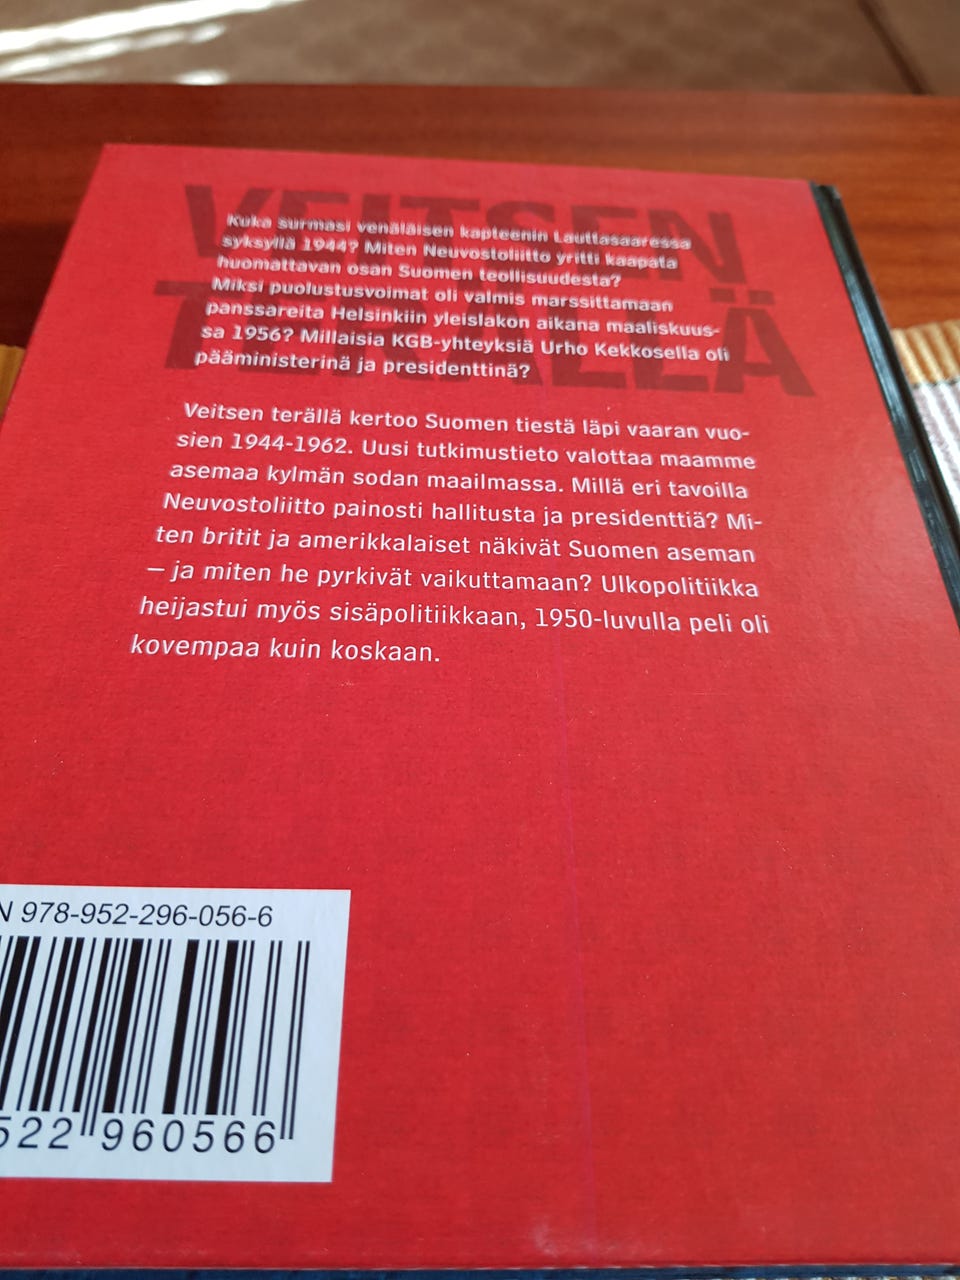 VEITSEN
TERÄLLÄ
Kuka surmasi venäläisen kapteenin Lauttasaaressa
syksyllä 1944? Miten Neuvostoliitto yritti kaapata
huomattavan osan Suomen teollisuudesta?
Miksi puolustusvoimat oli valmis marssittamaan
panssareita Helsinkiin yleislakon aikana maaliskuus-
sa 1956? Millaisia KGB-yhteyksiä Urho Kekkosella oli
pääministerinä ja presidenttinä?
Veitsen terällä kertoo Suomen tiestä läpi vaaran vuo-
sien 1944-1962. Uusi tutkimustieto valottaa maamme
asemaa kylmän sodan maailmassa. Millä eri tavoilla
Neuvostoliitto painosti hallitusta ja presidenttiä? Mi-
ten britit ja amerikkalaiset näkivät Suomen aseman
– ja miten he pyrkivät vaikuttamaan? Ulkopolitiikka
heijastui myös sisäpolitiikkaan, 1950-luvulla peli oli
kovempaa kuin koskaan.
N 978-952-296-056-6
522 960566